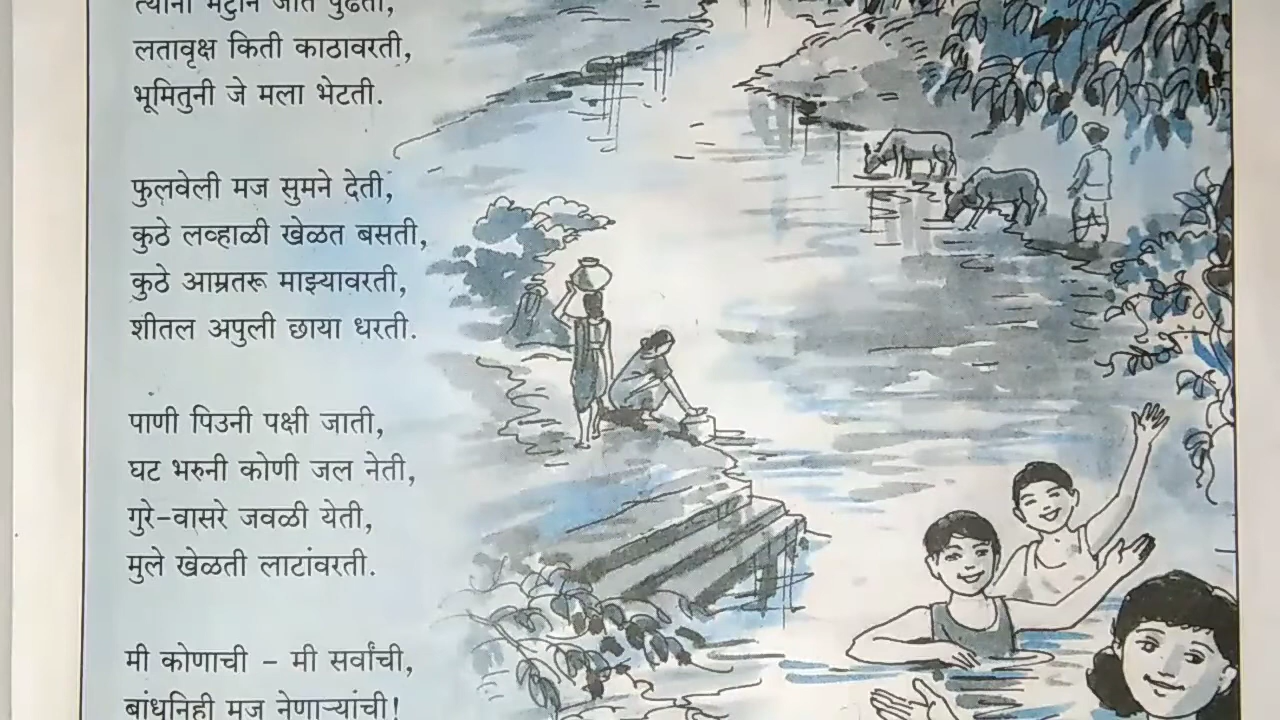 त्यांना भेटुनि जाते पुढती,
लतावृक्ष किती काठावरती,
भूमितुनी जे मला भेटती.
फुलवेली मज सुमने देती,
कुठे लव्हाळी खेळत बसती,
कुठे आम्रतरू माझ्यावरती,
शीतल अपुली छाया धरती.
पाणी पिउनी पक्षी जाती,
घट भरुनी कोणी जल नेती,
गुरे-वासरे जवळी येती,
मुले खेळती लाटांवरती.
मी कोणाची - मी सर्वांची,
बांधुनिही मज नेणाऱ्यांची!